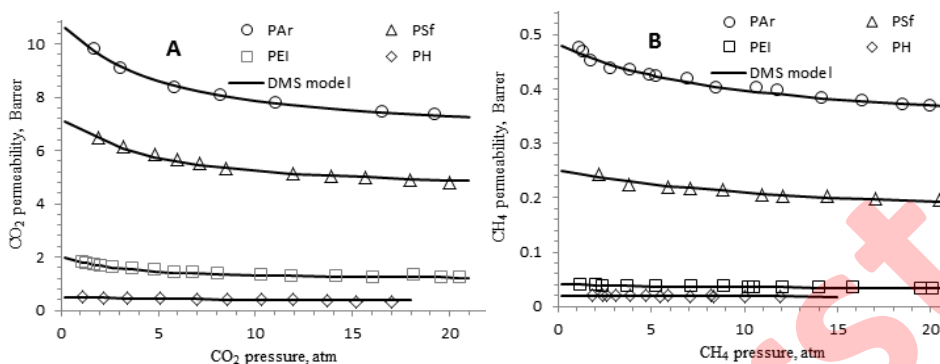 A
PAr
PSf
PEI
PH
DMS model
CO₂ permeability, Barrer
10
8
6
4
2
0
0 5 10 15 20
CO₂ pressure, atm
B
PAr
PSf
PEI
PH
DMS model
CH₄ permeability, Barrer
0.5
0.4
0.3
0.2
0.1
0
0 5 10 15 20
CH₄ pressure, atm